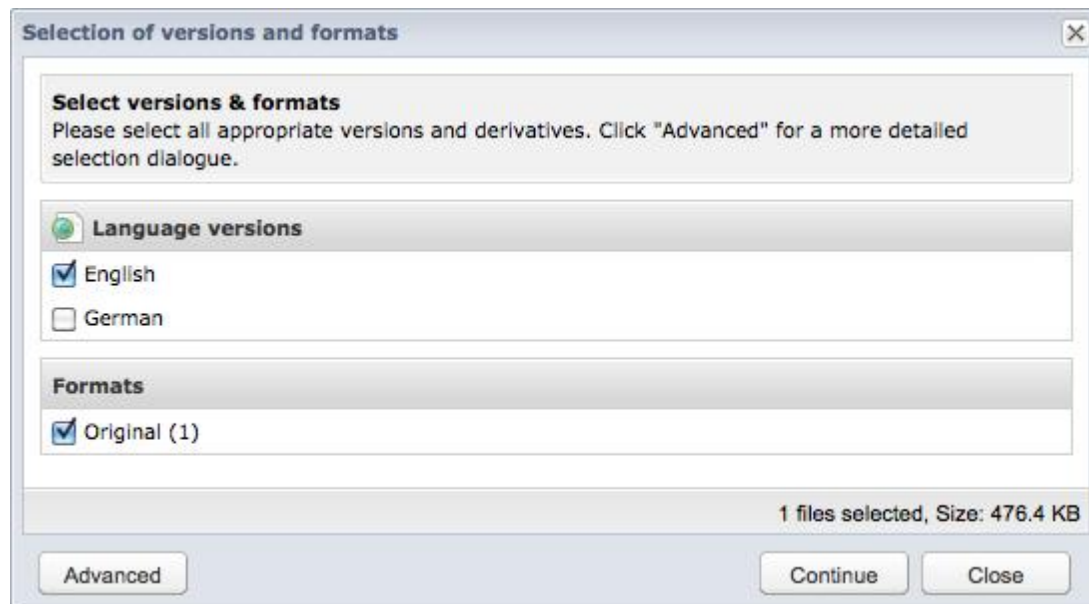 Selection of versions and formats
Select versions & formats
Please select all appropriate versions and derivatives. Click "Advanced" for a more detailed
selection dialogue.
Language versions
English
German
Formats
Original (1)
1 files selected, Size: 476.4 KB
Advanced
Continue
Close